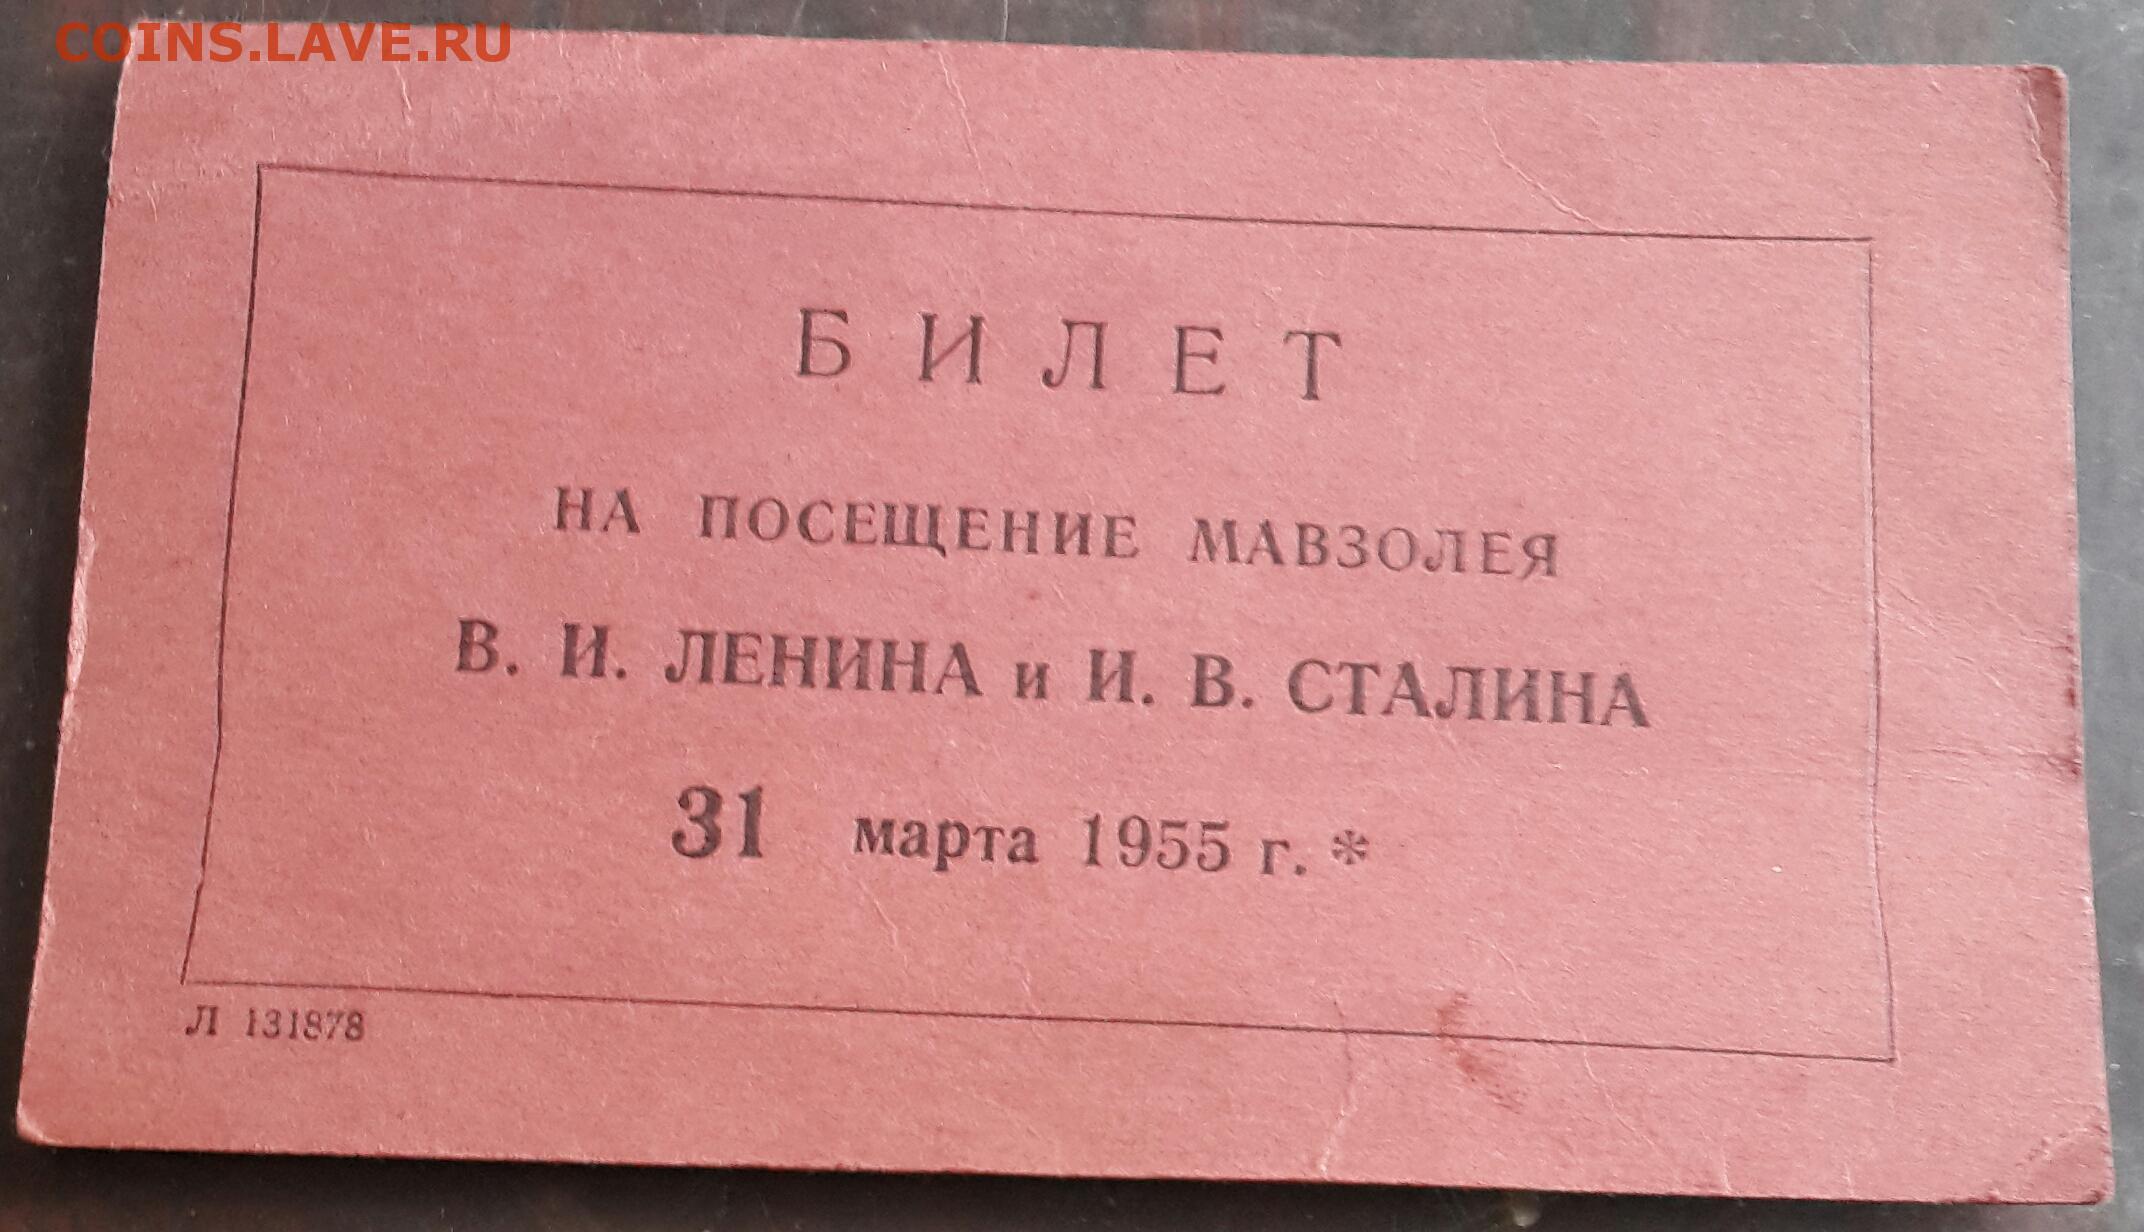 COINS.LAVE.RU
БИЛЕТ
НА ПОСЕЩЕНИЕ МАВЗОЛЕЯ
В. И. ЛЕНИНА и И. В. СТАЛИНА
31 марта 1955 г. *
Л 131878